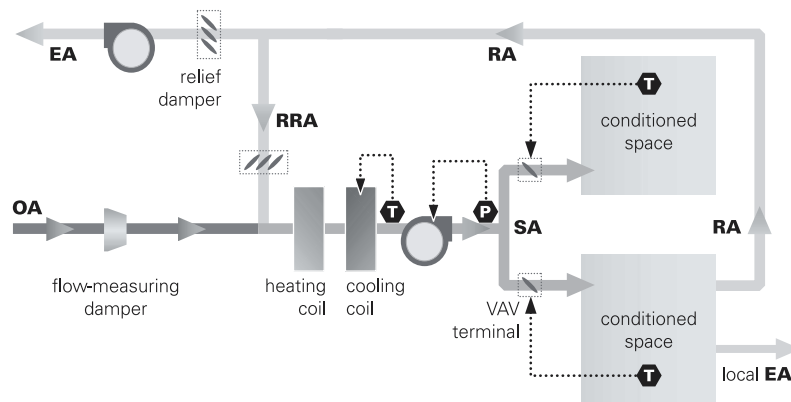 EA
RA
relief
damper
RRA
T
conditioned
space
OA
T
P
SA
RA
flow-measuring
damper
heating
coil
cooling
coil
VAV
terminal
conditioned
space
T
local EA